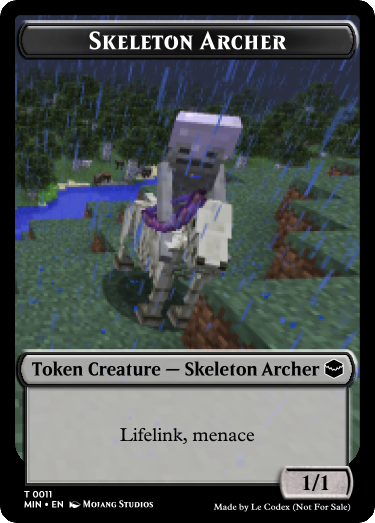 Skeleton Archer
Token Creature — Skeleton Archer
Lifelink, menace
1/1
T 0011
MIN • EN Mojang Studios
Made by Le Codex (Not For Sale)